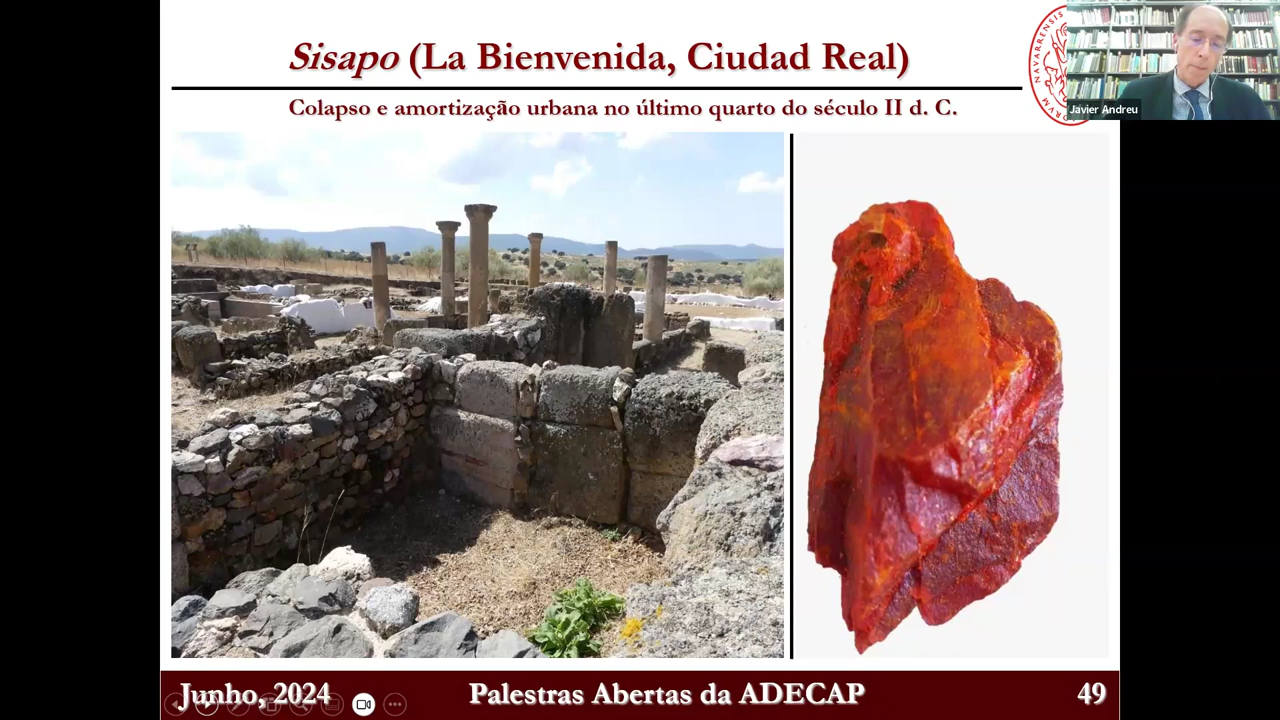 Sisapo (La Bienvenida, Ciudad Real)
Colapso e amortização urbana no último quarto do século II d. C.
NAVARRENSIS
Javier Andreu
Junho, 2024
Palestras Abertas da ADECAP
49